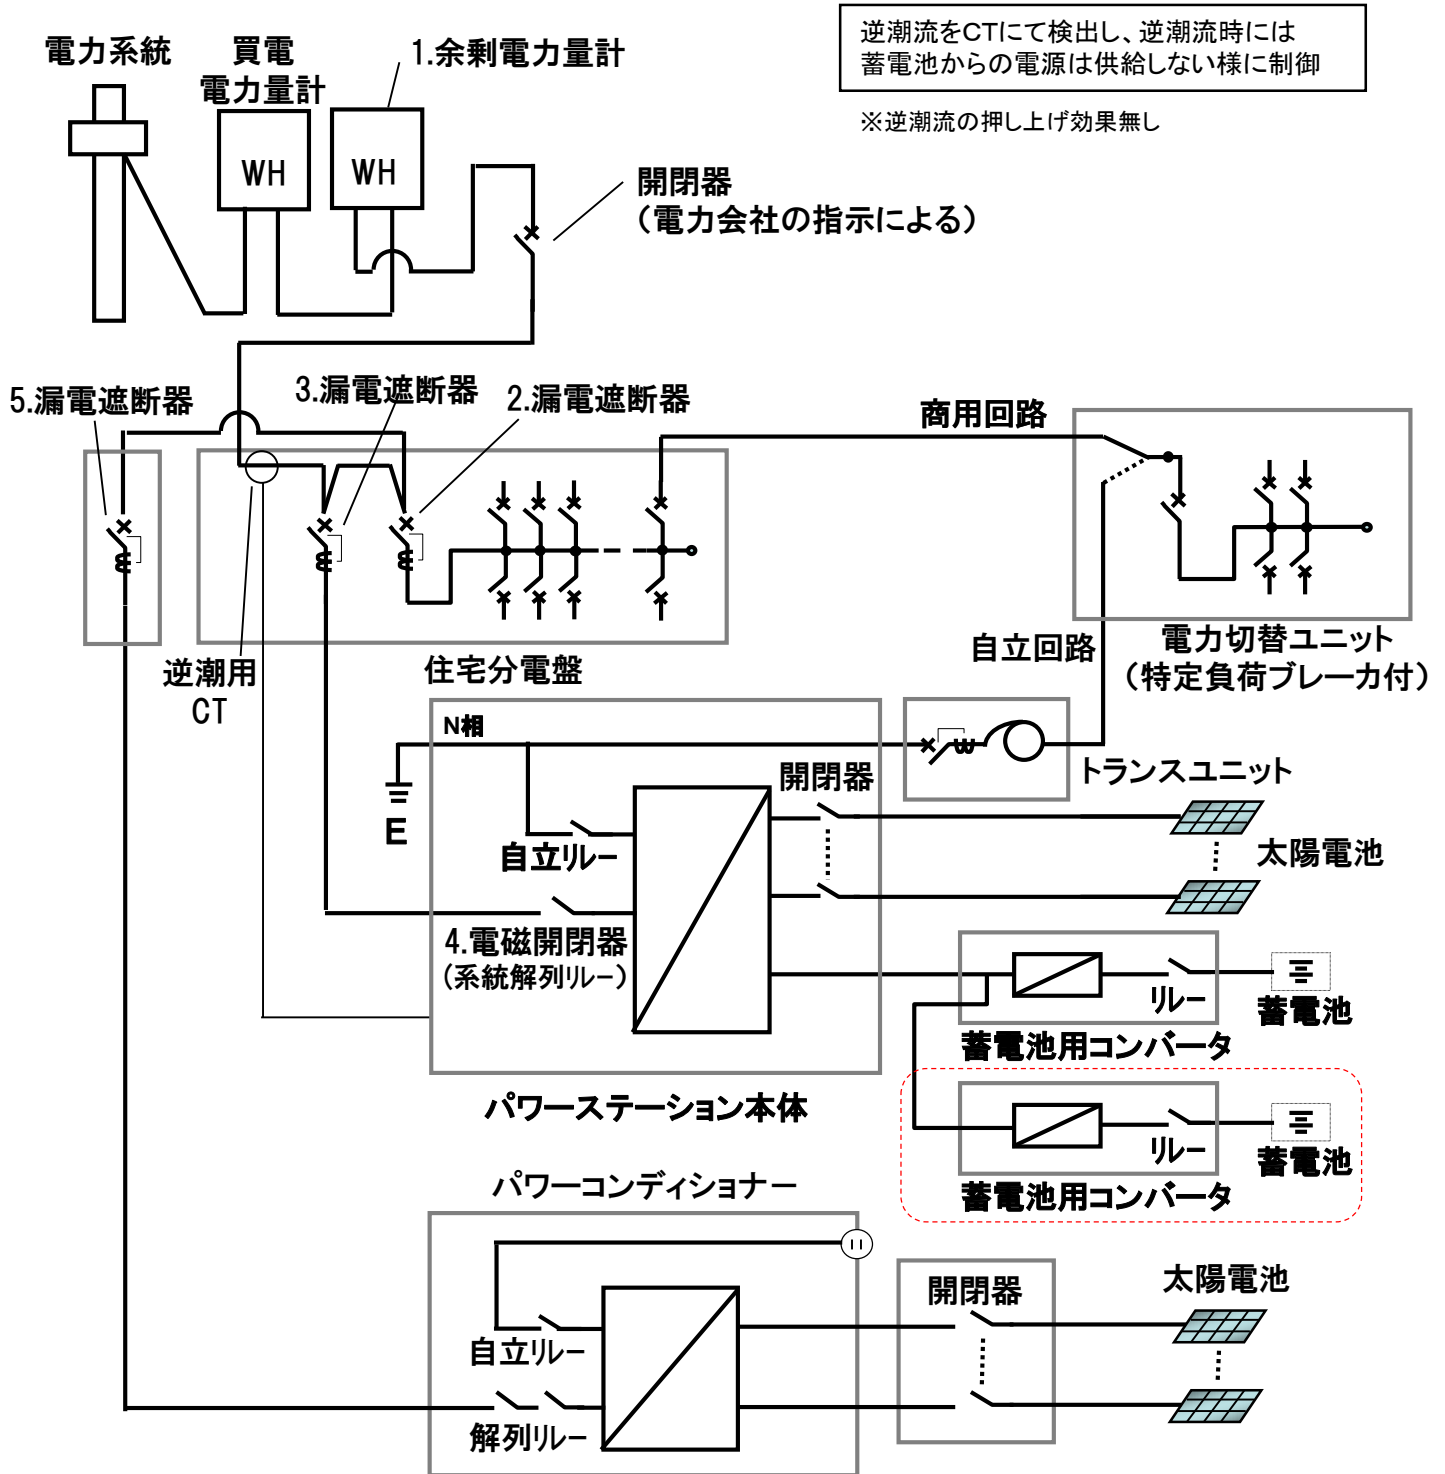 逆潮流をCTにて検出し、逆潮流時には
蓄電池からの電源は供給しない様に制御
※逆潮流の押し上げ効果無し
電力系統
買電
電力量計
1.余剰電力量計
WH
WH
開閉器
（電力会社の指示による）
5.漏電遮断器
3.漏電遮断器
2.漏電遮断器
商用回路
逆潮用
CT
住宅分電盤
自立回路
電力切替ユニット
（特定負荷ブレーカ付）
N相
E
自立リレー
開閉器
トランスユニット
太陽電池
4.電磁開閉器
（系統解列リレー）
リレー
蓄電池
蓄電池用コンバータ
パワーステーション本体
リレー
蓄電池
蓄電池用コンバータ
パワーコンディショナー
開閉器
太陽電池
自立リレー
解列リレー